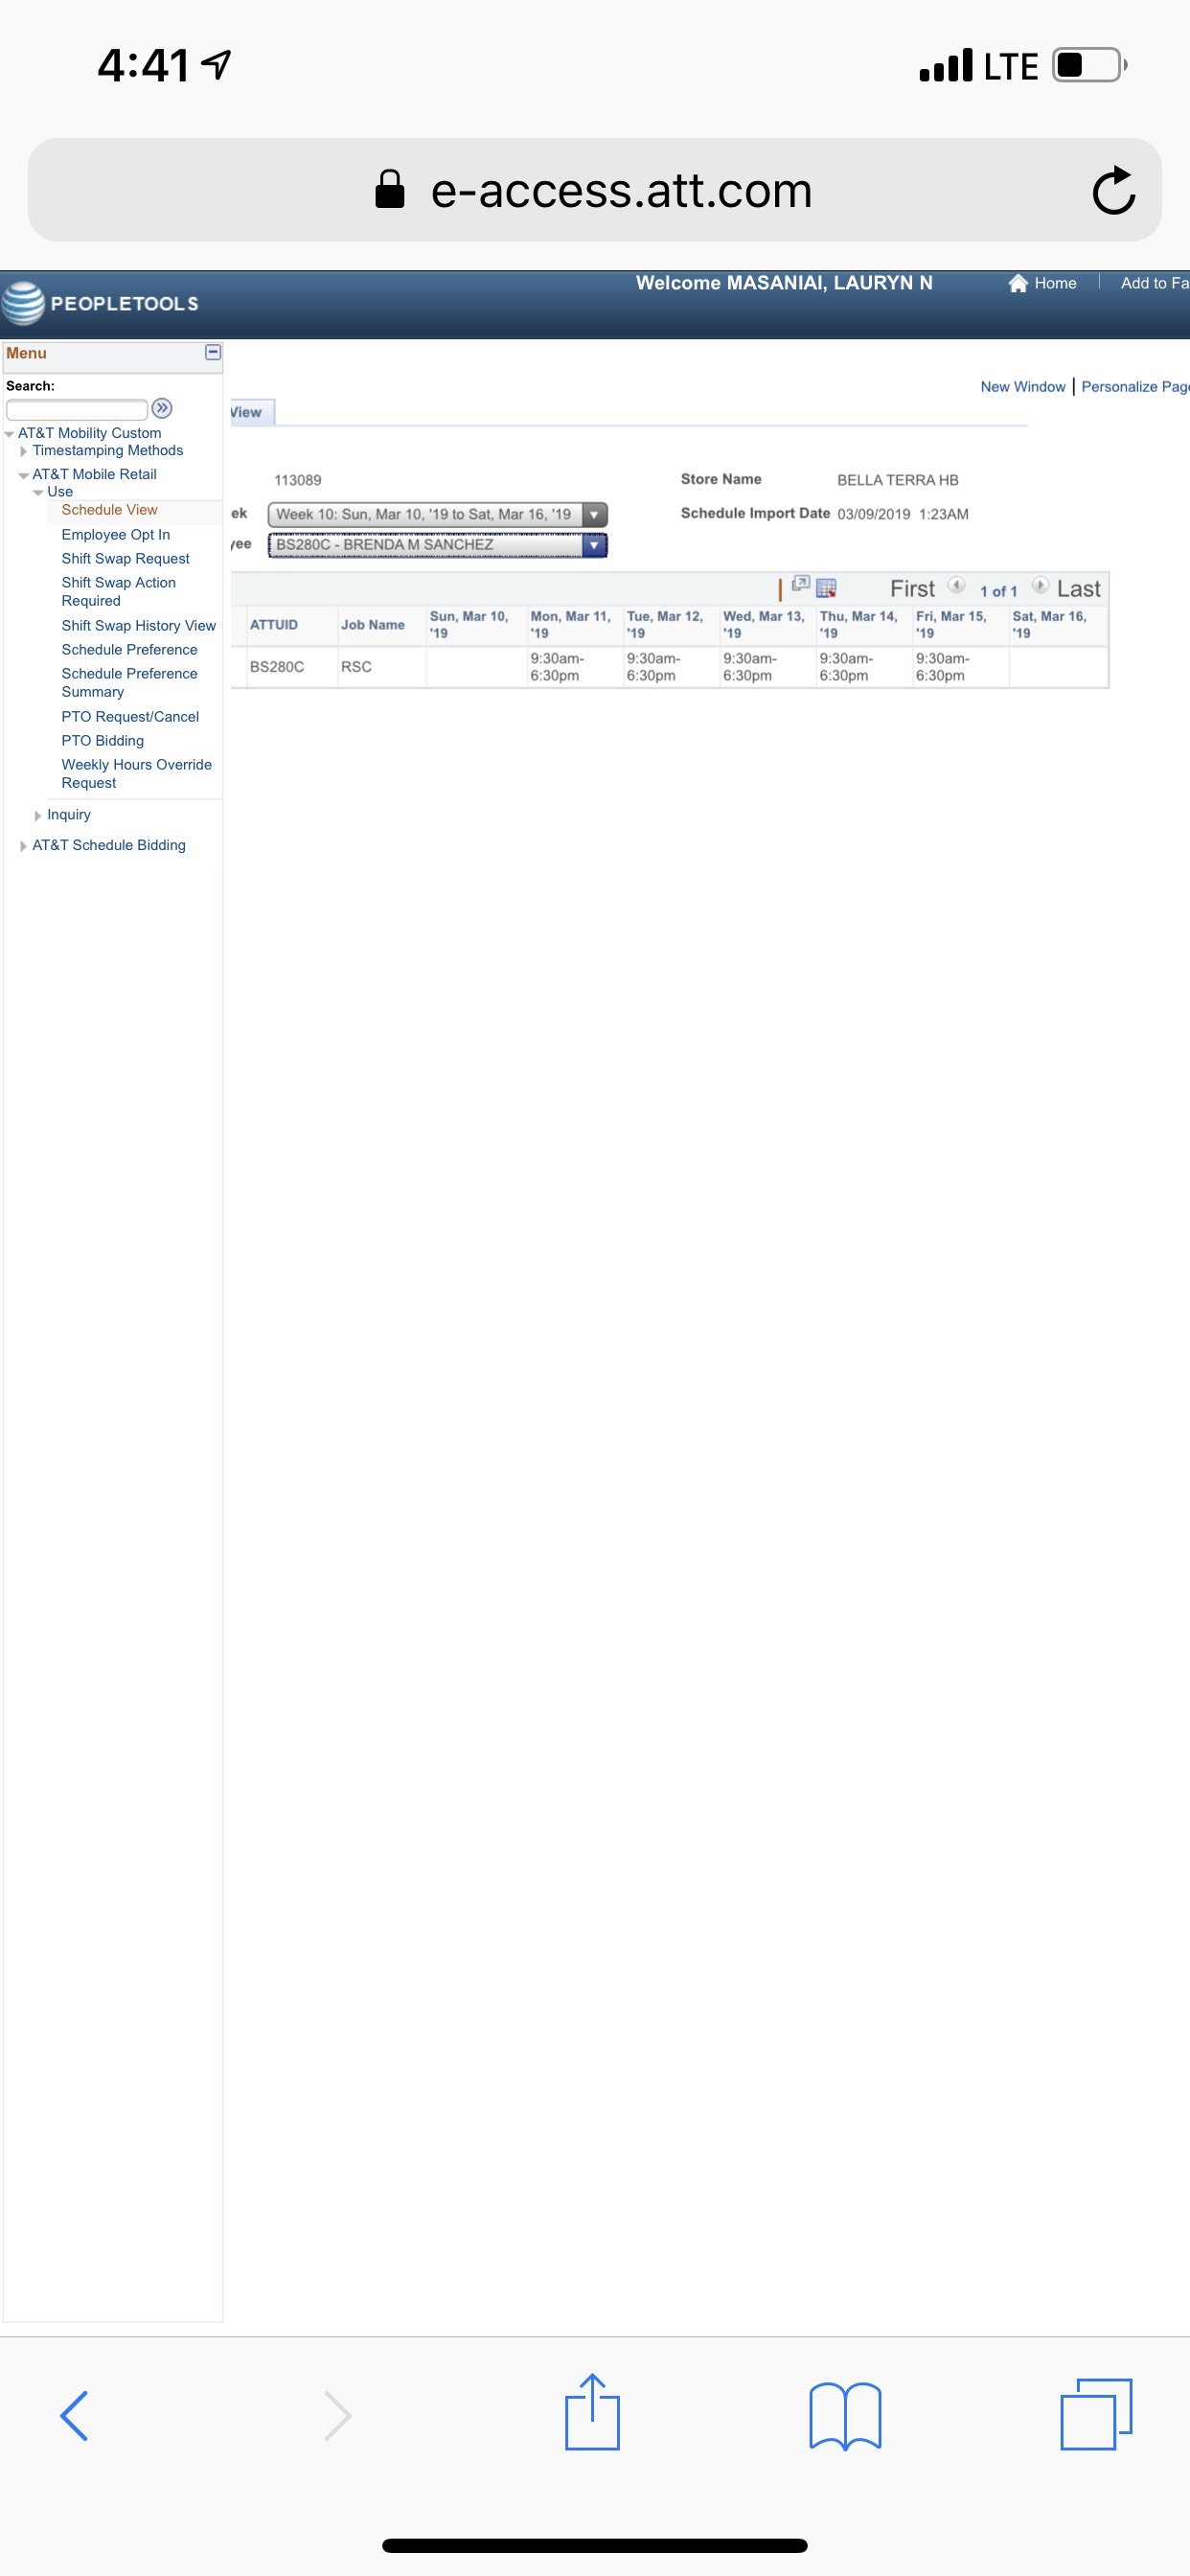 4:41 LTE
e-access.att.com
PEOPLETOOLS
Welcome MASANIAI, LAURYN N
Home
Add to Fa
Menu
Search:
AT&T Mobility Custom
Timestamping Methods
AT&T Mobile Retail
Use
Schedule View
Employee Opt In
Shift Swap Request
Shift Swap Action
Required
Shift Swap History View
Schedule Preference
Schedule Preference
Summary
PTO Request/Cancel
PTO Bidding
Weekly Hours Override
Request
Inquiry
AT&T Schedule Bidding
New Window | Personalize Page
View
113089
Store Name BELLA TERRA HB
ek Week 10: Sun, Mar 10, '19 to Sat, Mar 16, '19
Schedule Import Date 03/09/2019 1:23AM
yee BS280C - BRENDA M SANCHEZ
First 1 of 1 Last
ATTUID Job Name Sun, Mar 10, '19 Mon, Mar 11, '19 Tue, Mar 12, '19 Wed, Mar 13, '19 Thu, Mar 14, '19 Fri, Mar 15, '19 Sat, Mar 16, '19
BS280C RSC 9:30am-6:30pm 9:30am-6:30pm 9:30am-6:30pm 9:30am-6:30pm 9:30am-6:30pm